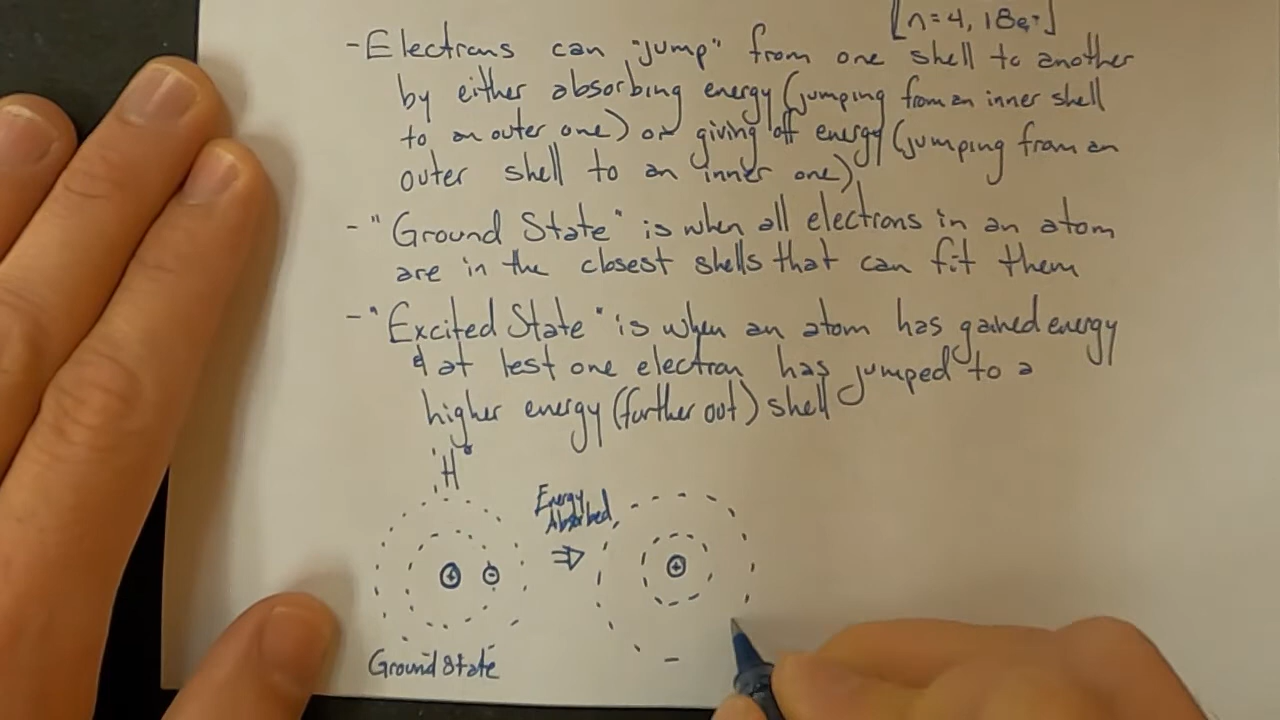 [n=4, 18e-]
-Electrons can "jump" from one shell to another
by either absorbing energy (jumping from an inner shell
to an outer one) or giving off energy (jumping from an
outer shell to an inner one)
-"Ground State" is when all electrons in an atom
are in the closest shells that can fit them
-"Excited State" is when an atom has gained energy
& at lest one electron has jumped to a
higher energy (further out) shell
H
Energy
Absorbed
⇒
+ -
+
Ground State